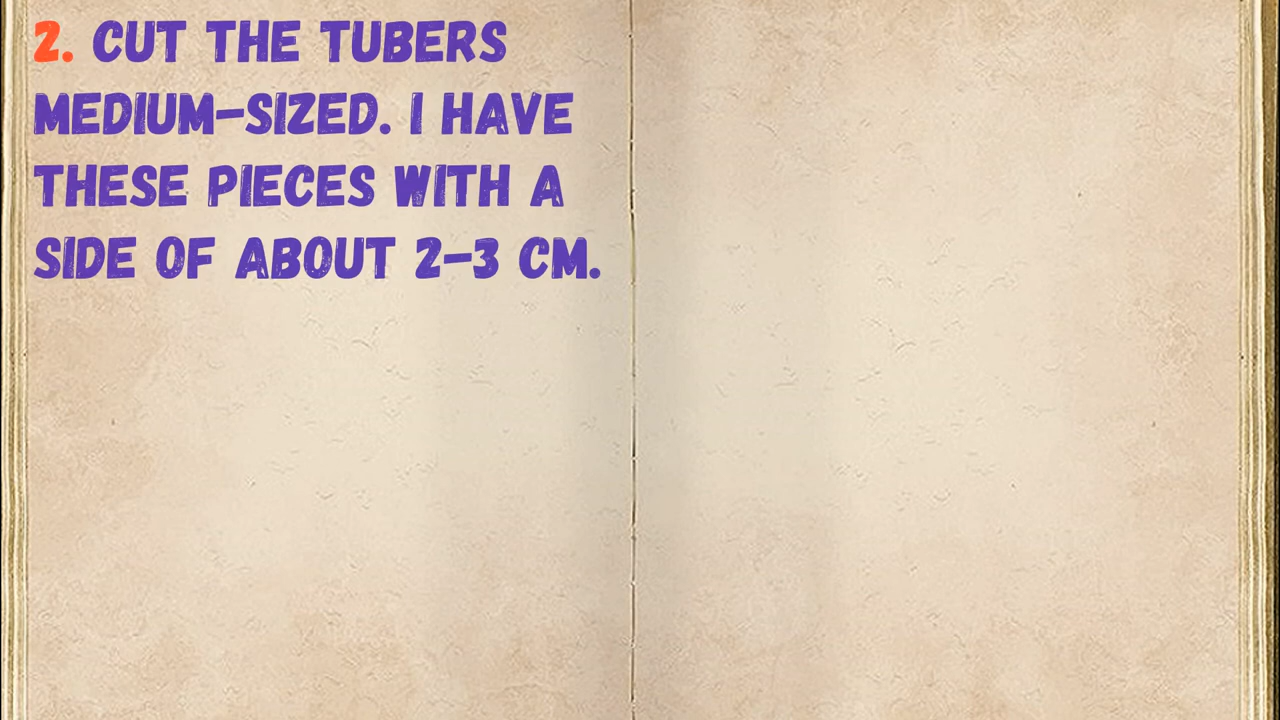 2. CUT THE TUBERS
MEDIUM-SIZED. I HAVE
THESE PIECES WITH A
SIDE OF ABOUT 2-3 CM.